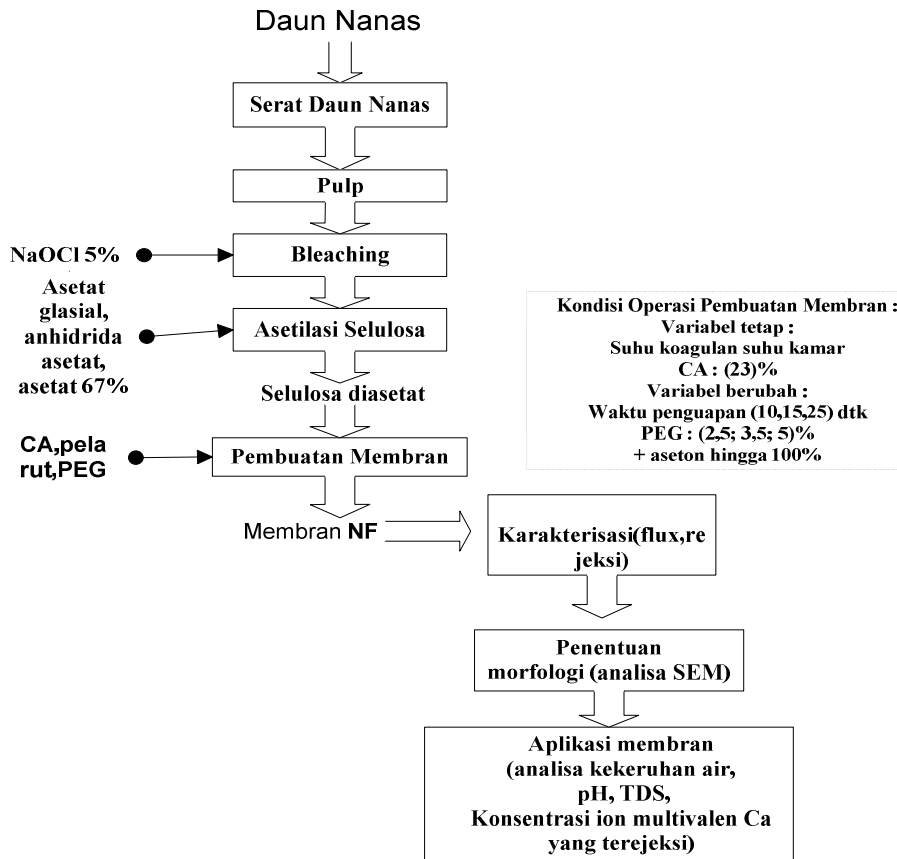 Daun Nanas
Serat Daun Nanas
Pulp
NaOCl 5%
Bleaching
Asetat
glasial,
anhidrida
asetat,
asetat 67%
Asetilasi Selulosa
Selulosa diasetat
CA,pela
rut,PEG
Pembuatan Membran
Membran NF
Kondisi Operasi Pembuatan Membran :
Variabel tetap :
Suhu koagulan suhu kamar
CA : (23)%
Variabel berubah :
Waktu penguapan (10,15,25) dtk
PEG : (2,5; 3,5; 5)%
+ aseton hingga 100%
Karakterisasi(flux,re
jeksi)
Penentuan
morfologi (analisa SEM)
Aplikasi membran
(analisa kekeruhan air,
pH, TDS,
Konsentrasi ion multivalen Ca
yang terejeksi)